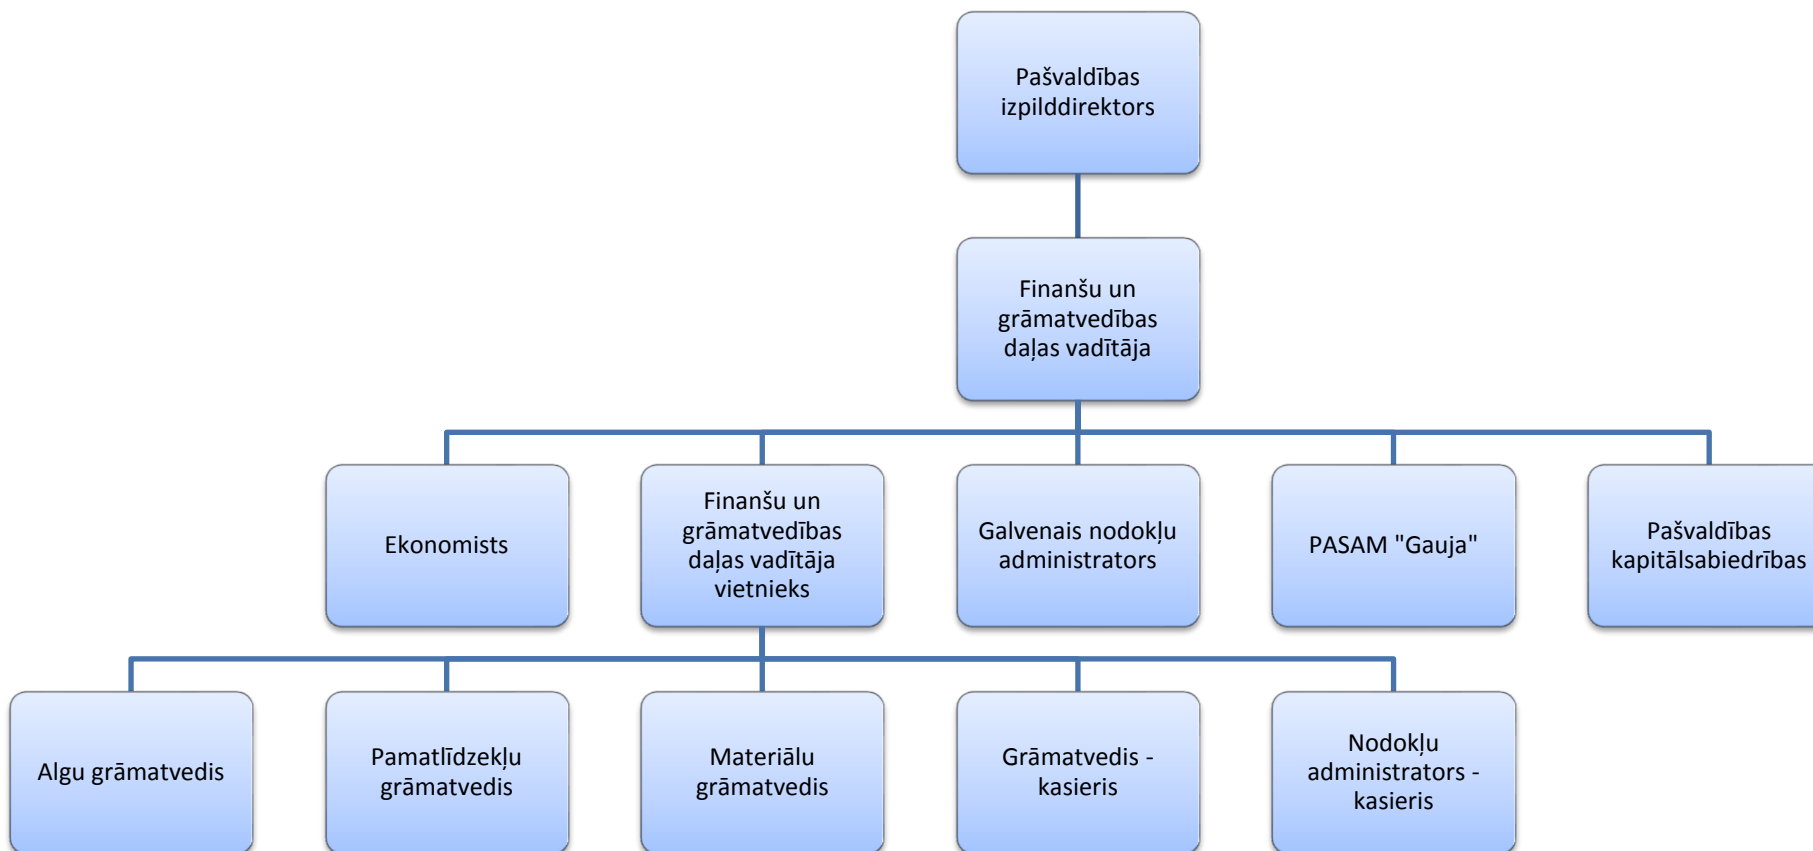 Pašvaldības
izpilddirektors
Finanšu un
grāmatvedības
daļas vadītāja
Ekonomists
Finanšu un
grāmatvedības
daļas vadītāja
vietnieks
Galvenais nodokļu
administrators
PASAM "Gauja"
Pašvaldības
kapitālsabiedrības
Algu grāmatvedis
Pamatlīdzekļu
grāmatvedis
Materiālu
grāmatvedis
Grāmatvedis -
kasieris
Nodokļu
administrators -
kasieris